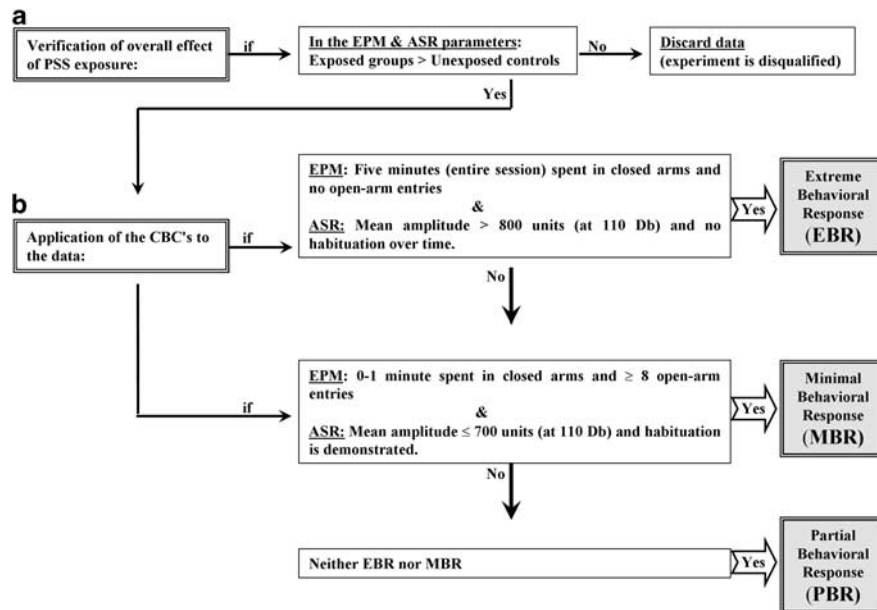 a
Verification of overall effect
of PSS exposure:
if
In the EPM & ASR parameters:
Exposed groups > Unexposed controls
No
Discard data
(experiment is disqualified)
Yes
b
Application of the CBC's to
the data:
if
EPM: Five minutes (entire session) spent in closed arms and
no open-arm entries
&
ASR: Mean amplitude > 800 units (at 110 Db) and no
habituation over time.
Yes
Extreme
Behavioral
Response
(EBR)
No
if
EPM: 0-1 minute spent in closed arms and ≥ 8 open-arm
entries
&
ASR: Mean amplitude ≤ 700 units (at 110 Db) and habituation
is demonstrated.
Yes
Minimal
Behavioral
Response
(MBR)
No
Neither EBR nor MBR
Yes
Partial
Behavioral
Response
(PBR)